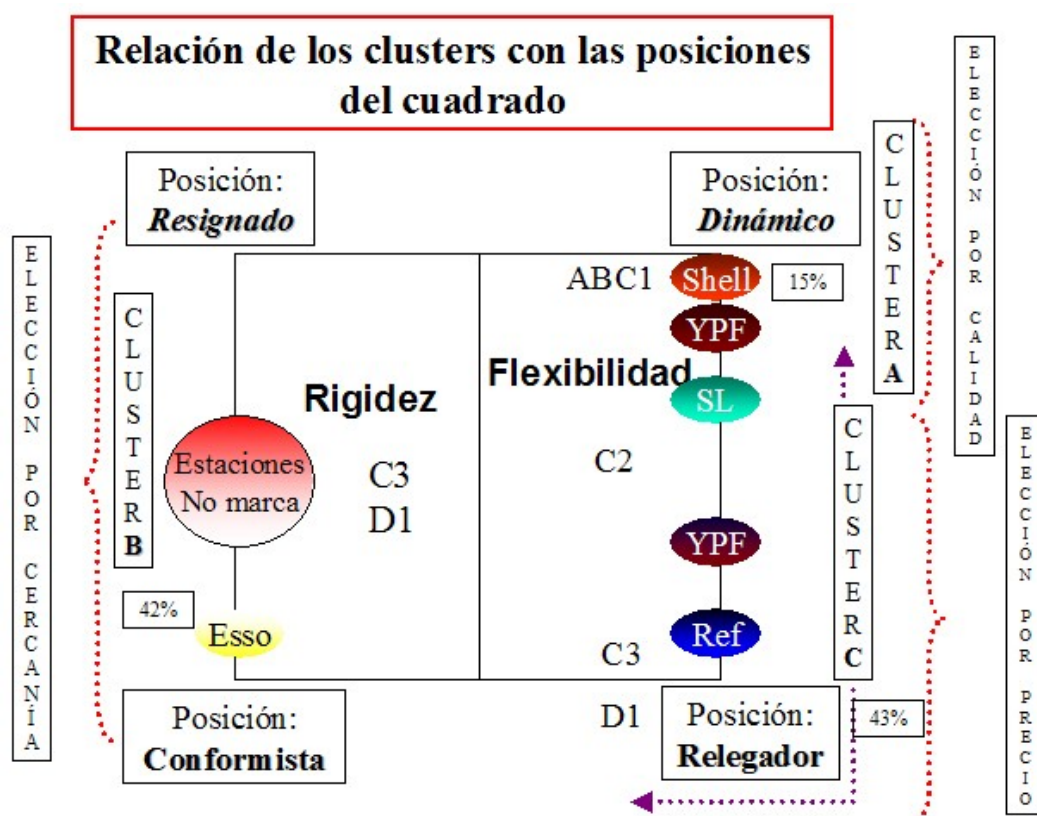 Relación de los clusters con las posiciones
del cuadrado
ELECCIÓN POR CERCANÍA
CLUSTER B
Posición:
Resignado
Posición:
Dinámico
CLUSTER A
ELECCIÓN POR CALIDAD
ABC1
Shell
15%
YPF
Flexibilidad
Rigidez
SL
Estaciones
No marca
C3
D1
C2
YPF
CLUSTER C
ELECCIÓN POR PRECIO
42%
Esso
Ref
C3
Posición:
Conformista
D1
Posición:
Relegador
43%